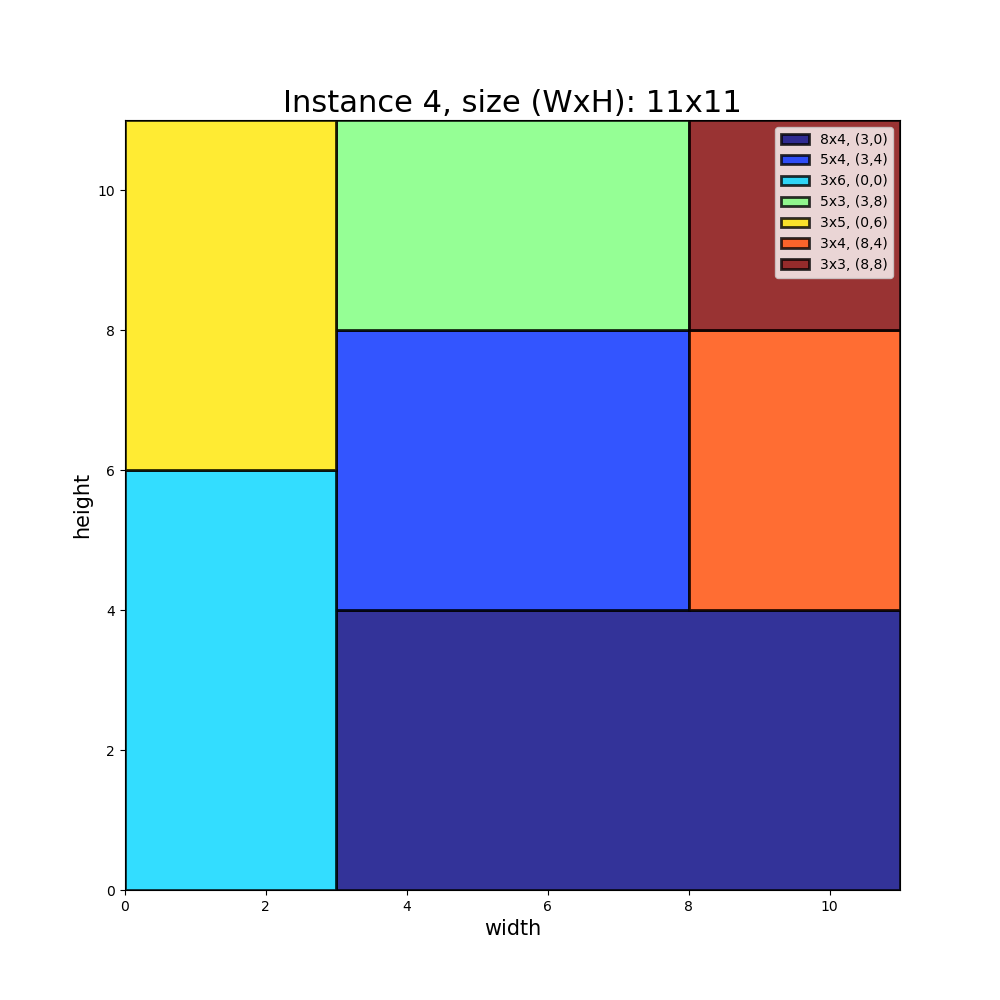 Instance 4, size (WxH): 11x11
8x4, (3,0)
5x4, (3,4)
3x6, (0,0)
5x3, (3,8)
3x5, (0,6)
3x4, (8,4)
3x3, (8,8)
10
8
6
4
2
0
height
0 2 4 6 8 10
width